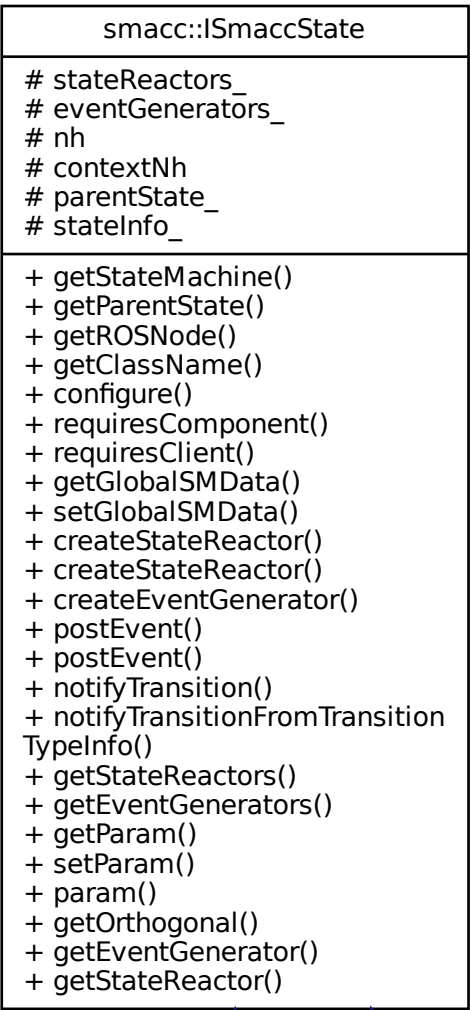 smacc::ISmaccState
# stateReactors_
# eventGenerators_
# nh
# contextNh
# parentState_
# stateInfo_
+ getStateMachine()
+ getParentState()
+ getROSNode()
+ getClassName()
+ configure()
+ requiresComponent()
+ requiresClient()
+ getGlobalSMData()
+ setGlobalSMData()
+ createStateReactor()
+ createStateReactor()
+ createEventGenerator()
+ postEvent()
+ postEvent()
+ notifyTransition()
+ notifyTransitionFromTransition
TypeInfo()
+ getStateReactors()
+ getEventGenerators()
+ getParam()
+ setParam()
+ param()
+ getOrthogonal()
+ getEventGenerator()
+ getStateReactor()